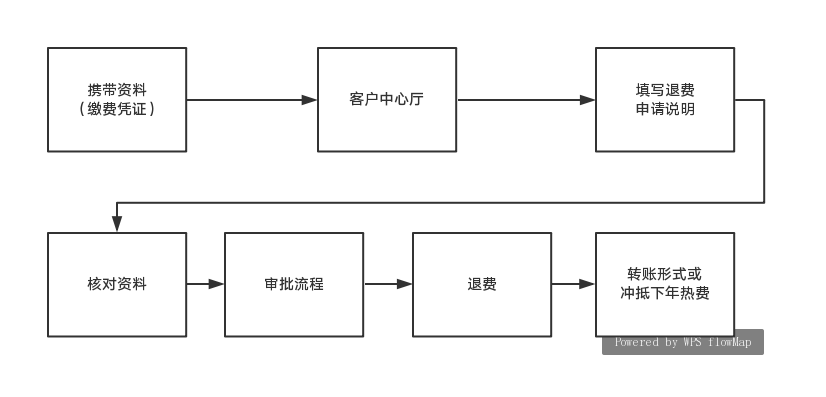 携带资料
（缴费凭证）
客户中心厅
填写退费
申请说明
核对资料
审批流程
退费
转账形式或
冲抵下年热费
Powered by WPS flowMap